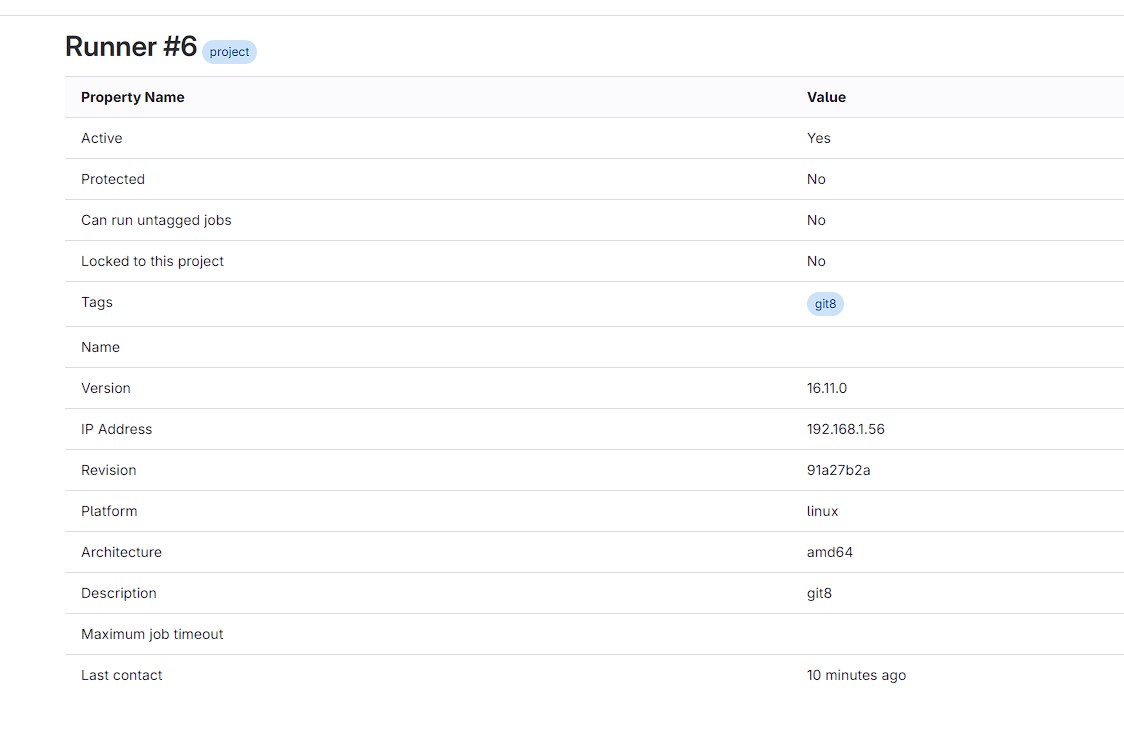 Runner #6 project
Property Name Value
Active Yes
Protected No
Can run untagged jobs No
Locked to this project No
Tags git8
Name
Version 16.11.0
IP Address 192.168.1.56
Revision 91a27b2a
Platform linux
Architecture amd64
Description git8
Maximum job timeout
Last contact 10 minutes ago